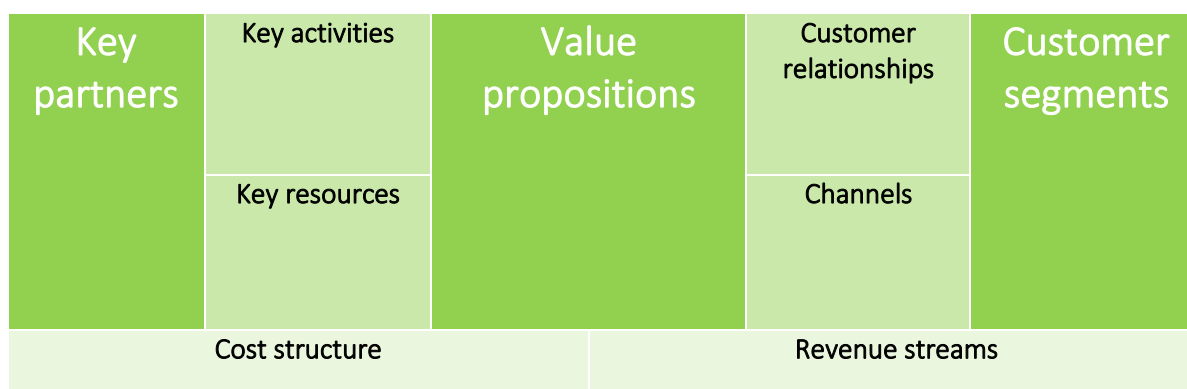 Key
partners
Key activities
Key resources
Value
propositions
Customer
relationships
Channels
Customer
segments
Cost structure
Revenue streams